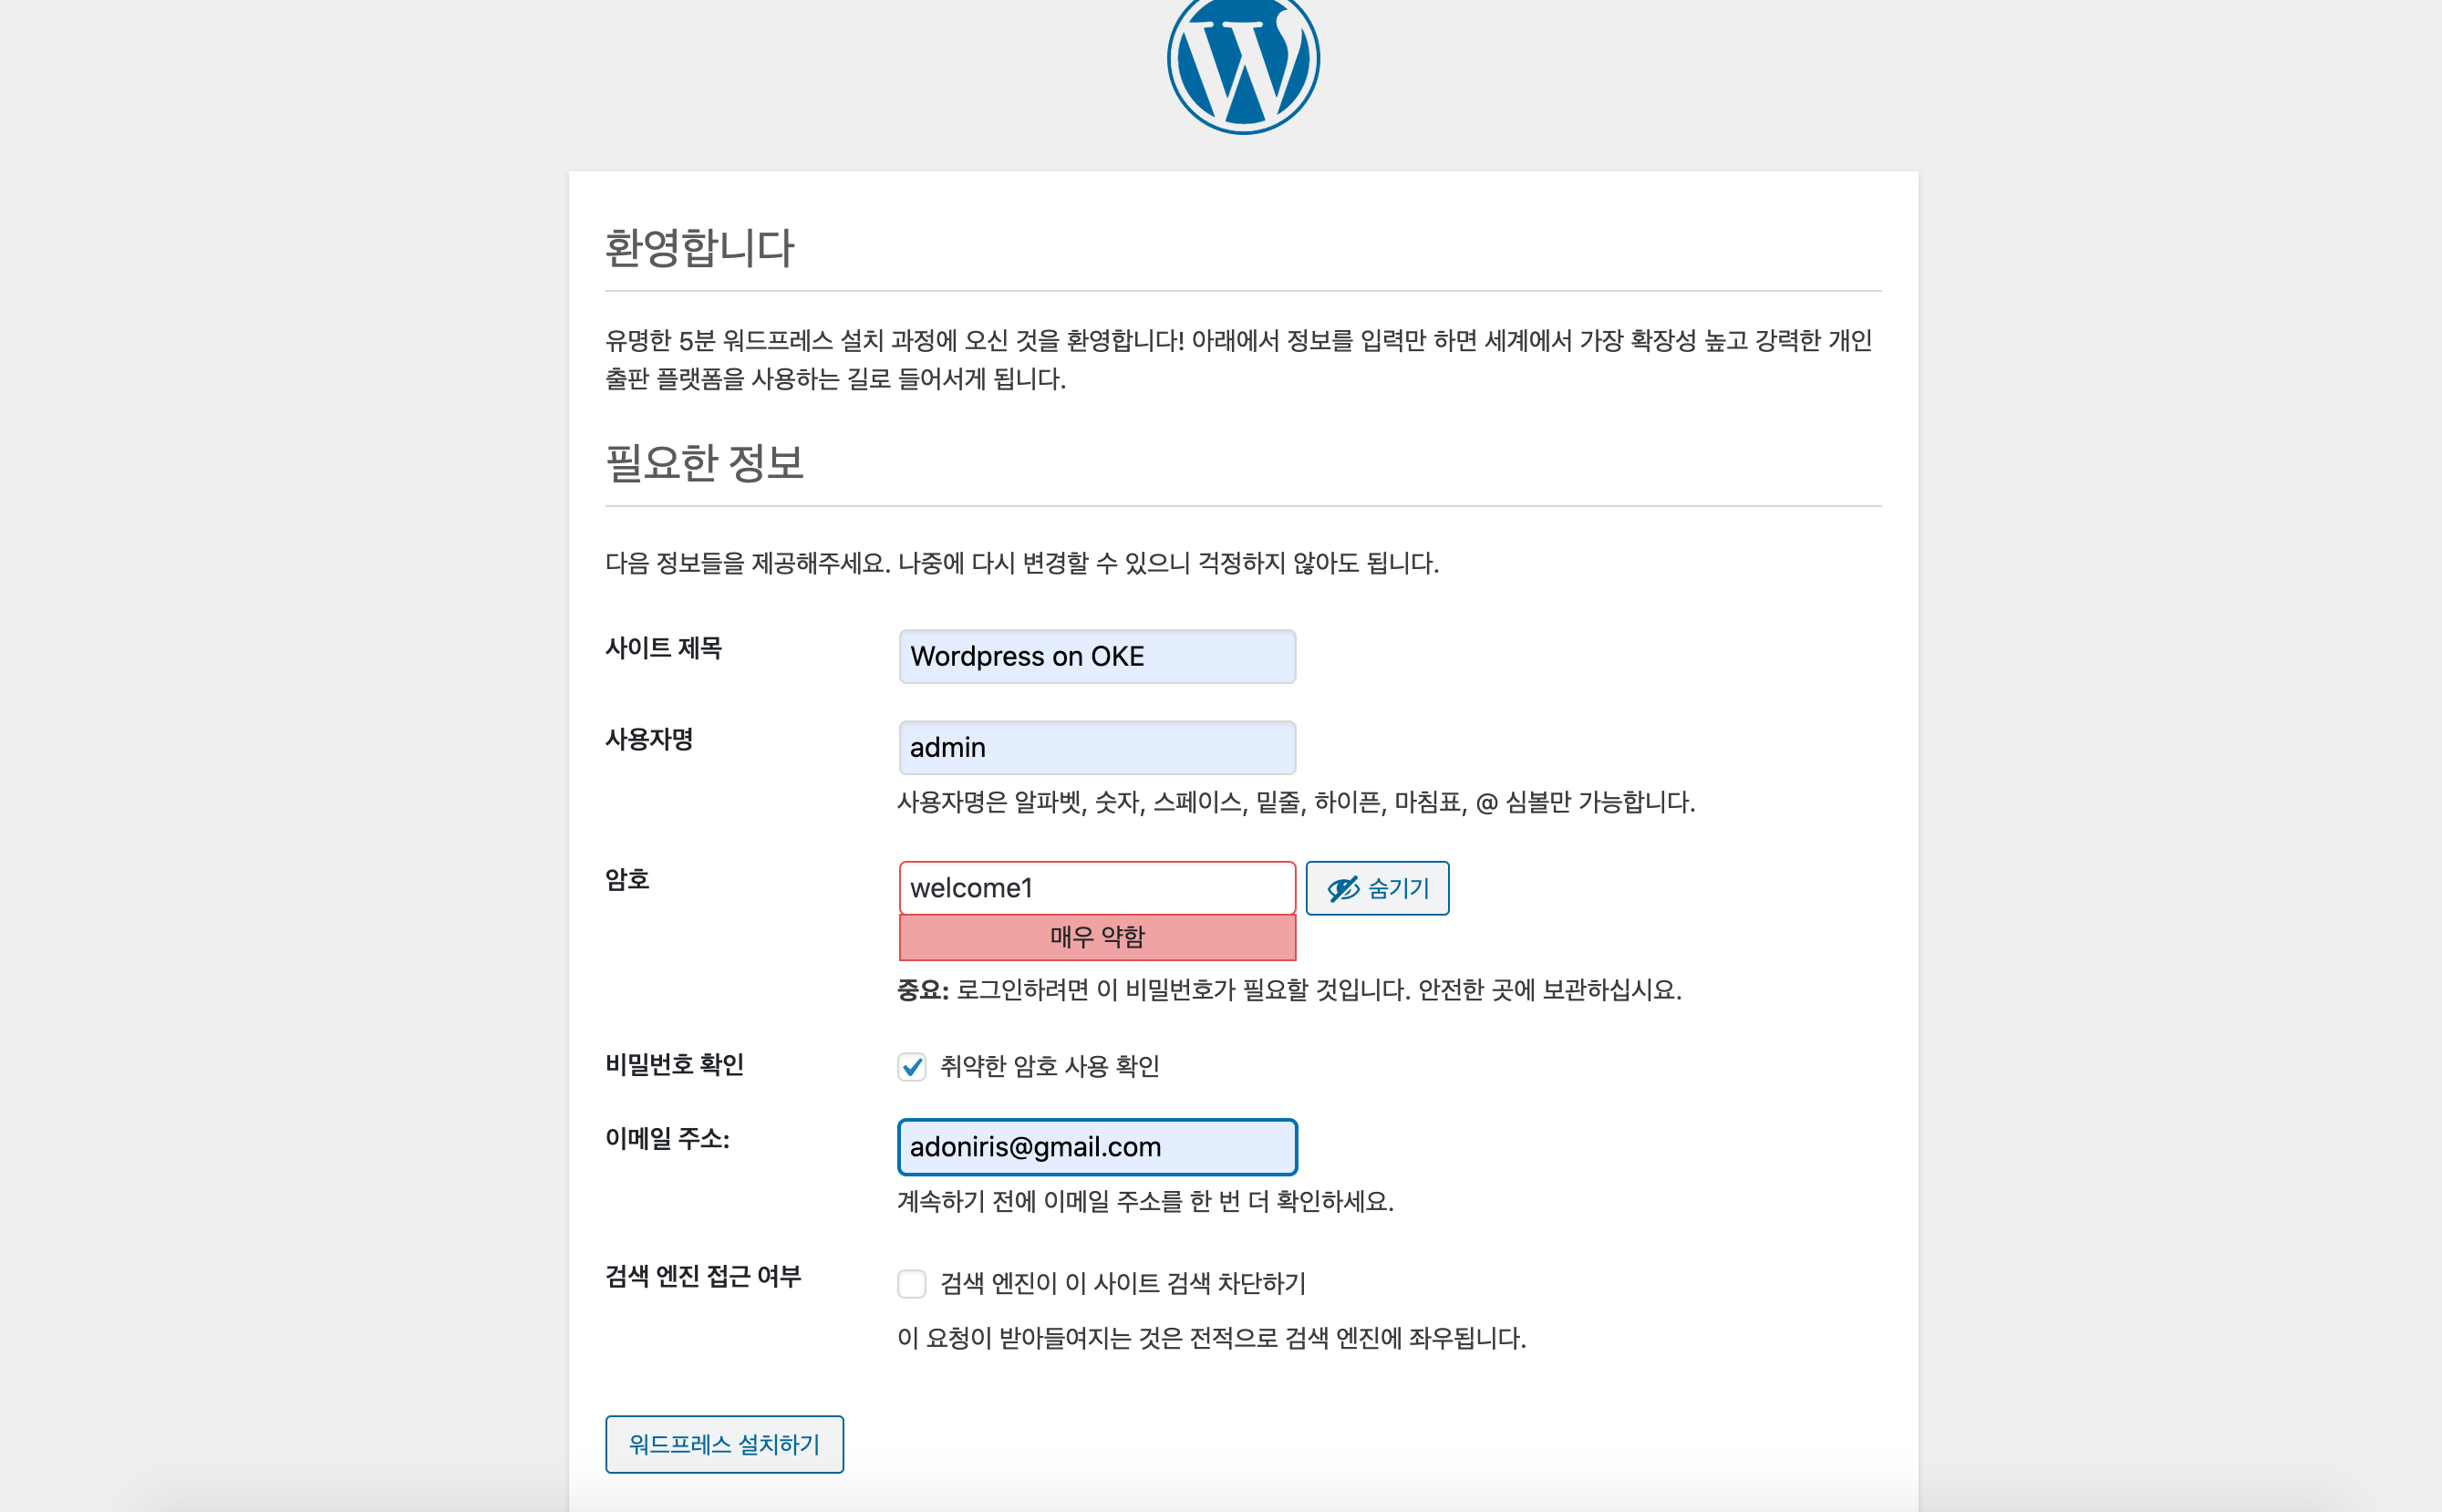 환영합니다
유명한 5분 워드프레스 설치 과정에 오신 것을 환영합니다! 아래에서 정보를 입력만 하면 세계에서 가장 확장성 높고 강력한 개인
출판 플랫폼을 사용하는 길로 들어서게 됩니다.
필요한 정보
다음 정보들을 제공해주세요. 나중에 다시 변경할 수 있으니 걱정하지 않아도 됩니다.
사이트 제목
Wordpress on OKE
사용자명
admin
사용자명은 알파벳, 숫자, 스페이스, 밑줄, 하이픈, 마침표, @ 심볼만 가능합니다.
암호
welcome1
숨기기
매우 약함
중요: 로그인하려면 이 비밀번호가 필요할 것입니다. 안전한 곳에 보관하십시요.
비밀번호 확인
취약한 암호 사용 확인
이메일 주소:
adoniris@gmail.com
계속하기 전에 이메일 주소를 한 번 더 확인하세요.
검색 엔진 접근 여부
검색 엔진이 이 사이트 검색 차단하기
이 요청이 받아들여지는 것은 전적으로 검색 엔진에 좌우됩니다.
워드프레스 설치하기